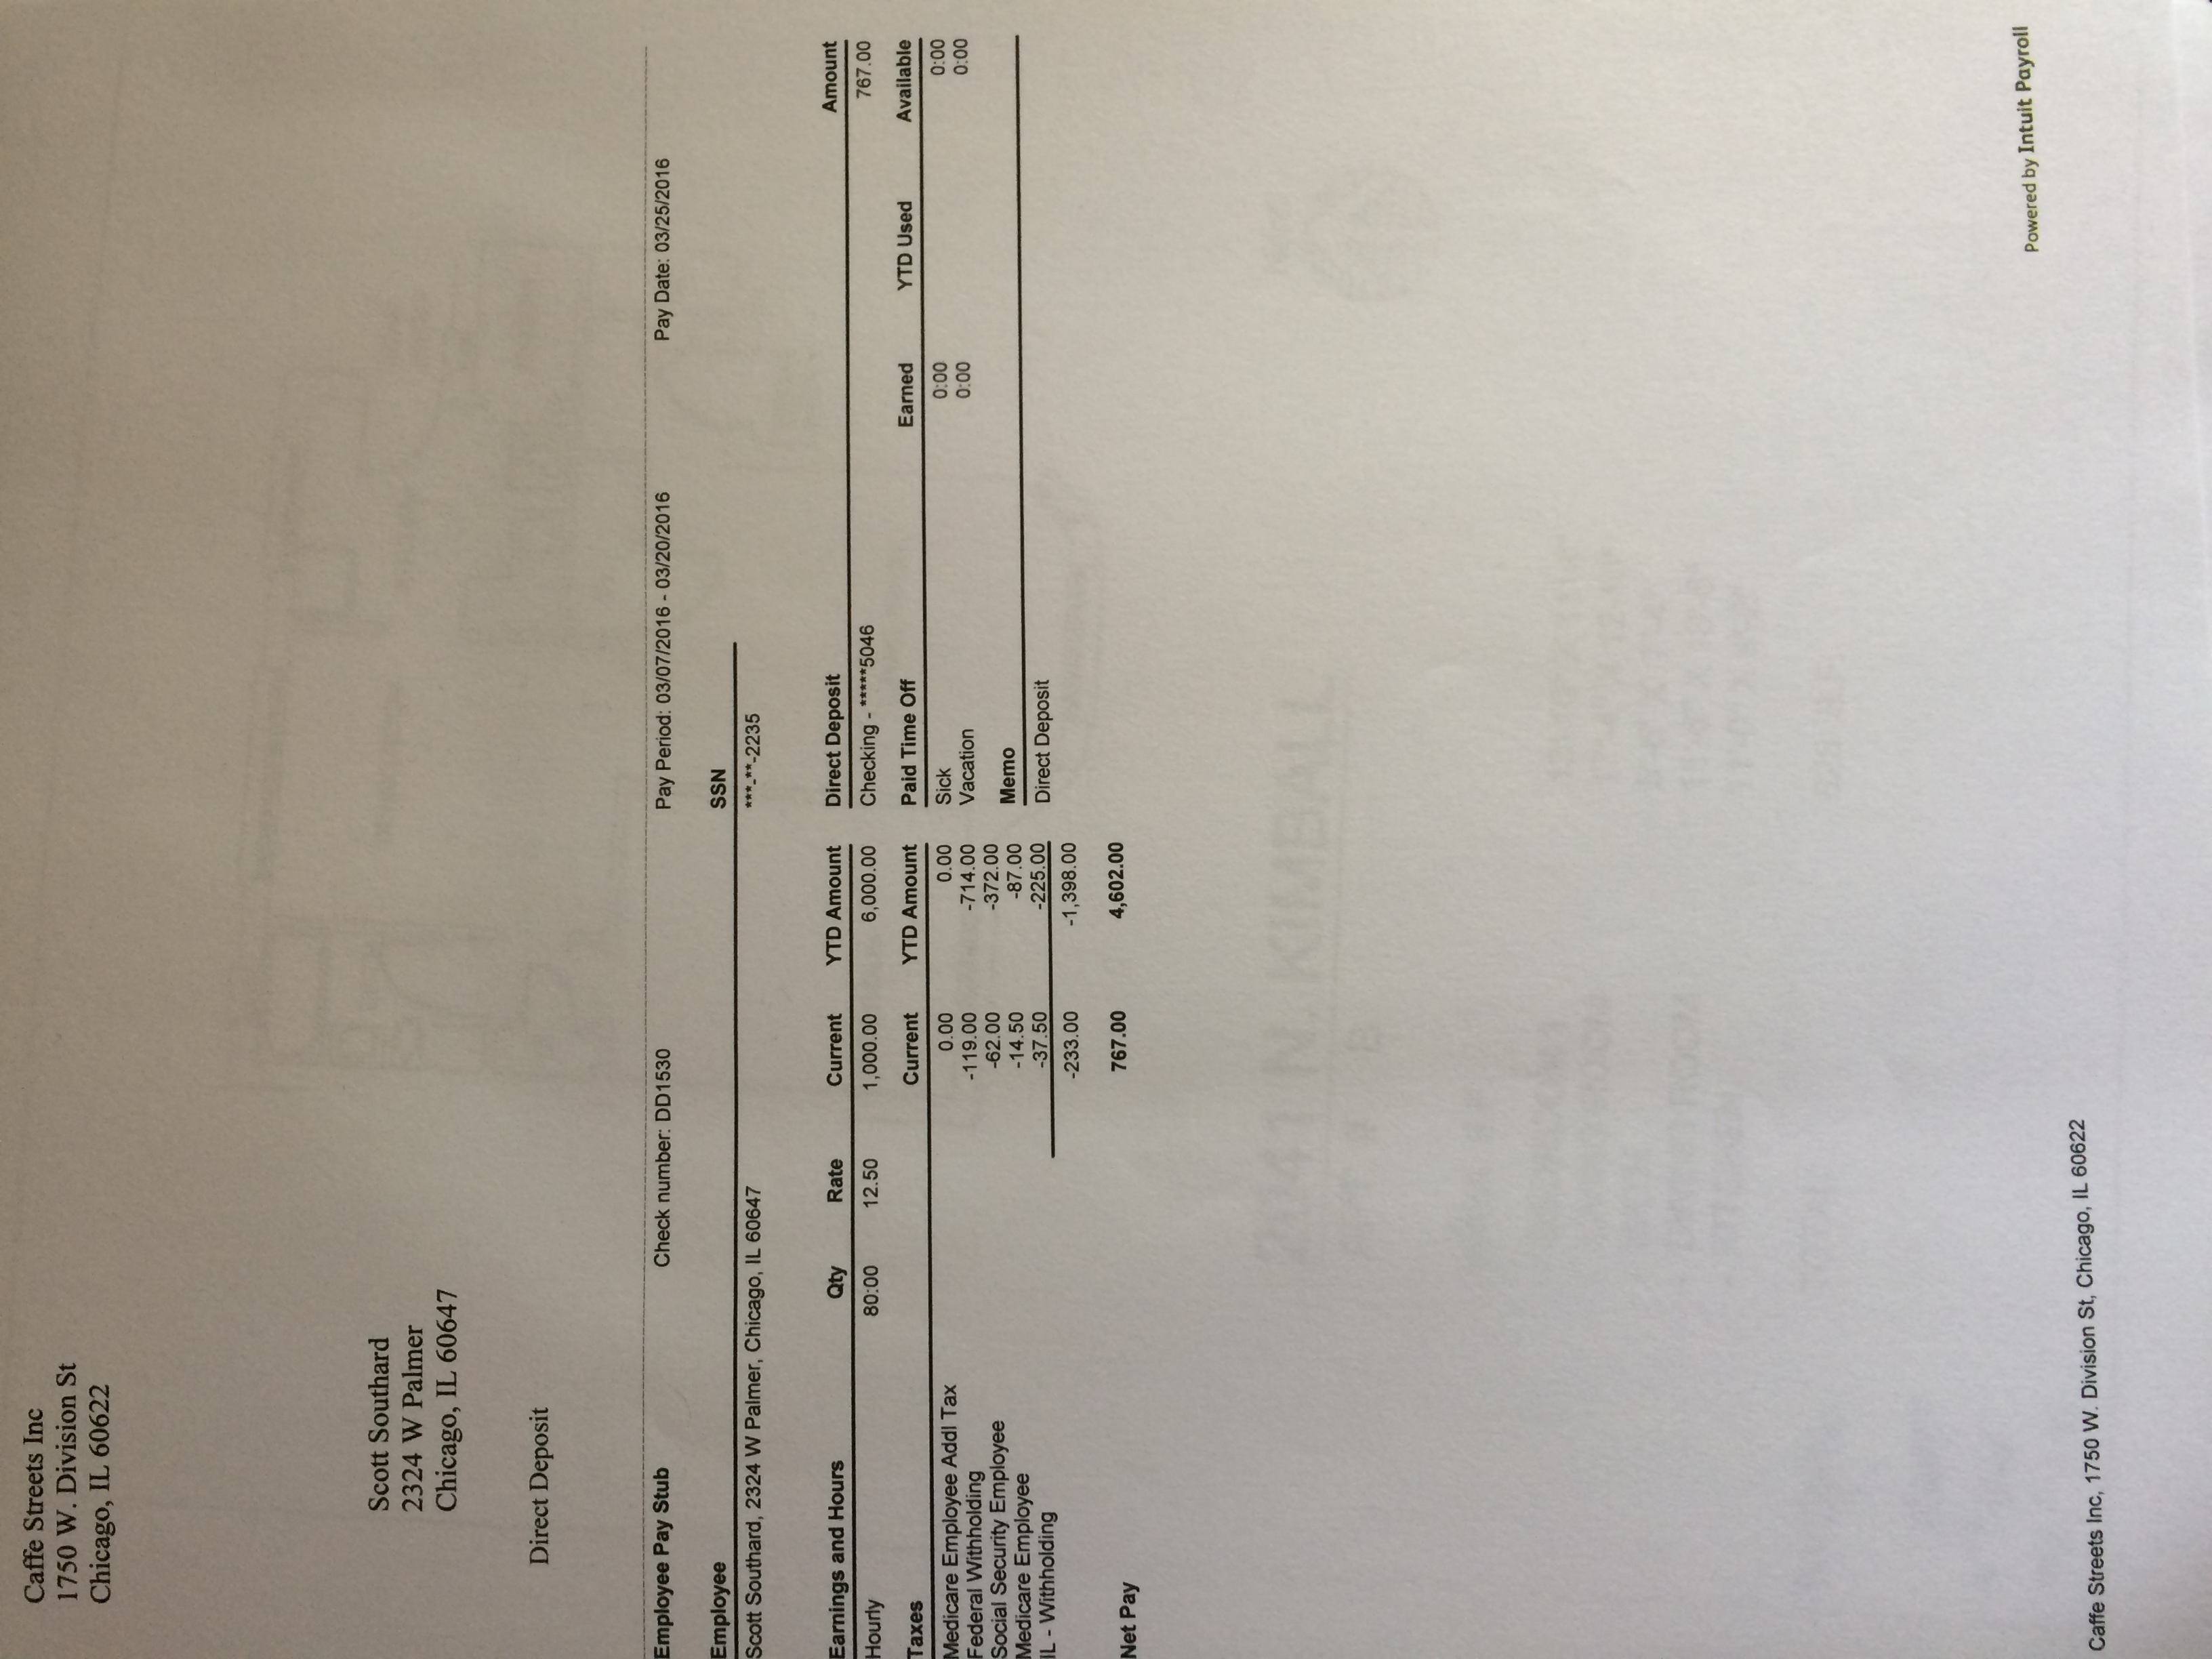 Caffe Streets Inc
1750 W. Division St
Chicago, IL 60622
Scott Southard
2324 W Palmer
Chicago, IL 60647
Direct Deposit
Employee Pay Stub Check number: DD1530 Pay Period: 03/07/2016 - 03/20/2016 Pay Date: 03/25/2016
Employee SSN
Scott Southard, 2324 W Palmer, Chicago, IL 60647 ***-**-2235
Earnings and Hours Qty Rate Current YTD Amount
Hourly 80:00 12.50 1,000.00 6,000.00
Taxes Current YTD Amount
Medicare Employee Addl Tax 0.00 0.00
Federal Withholding -119.00 -714.00
Social Security Employee -62.00 -372.00
Medicare Employee -14.50 -87.00
IL - Withholding -37.50 -225.00
-233.00 -1,398.00
Net Pay 767.00 4,602.00
Direct Deposit Amount
Checking - *****5046 767.00
Paid Time Off Earned YTD Used Available
Sick 0:00 0:00
Vacation 0:00 0:00
Memo
Direct Deposit
N. KIMBALL
Powered by Intuit Payroll
Caffe Streets Inc, 1750 W. Division St, Chicago, IL 60622